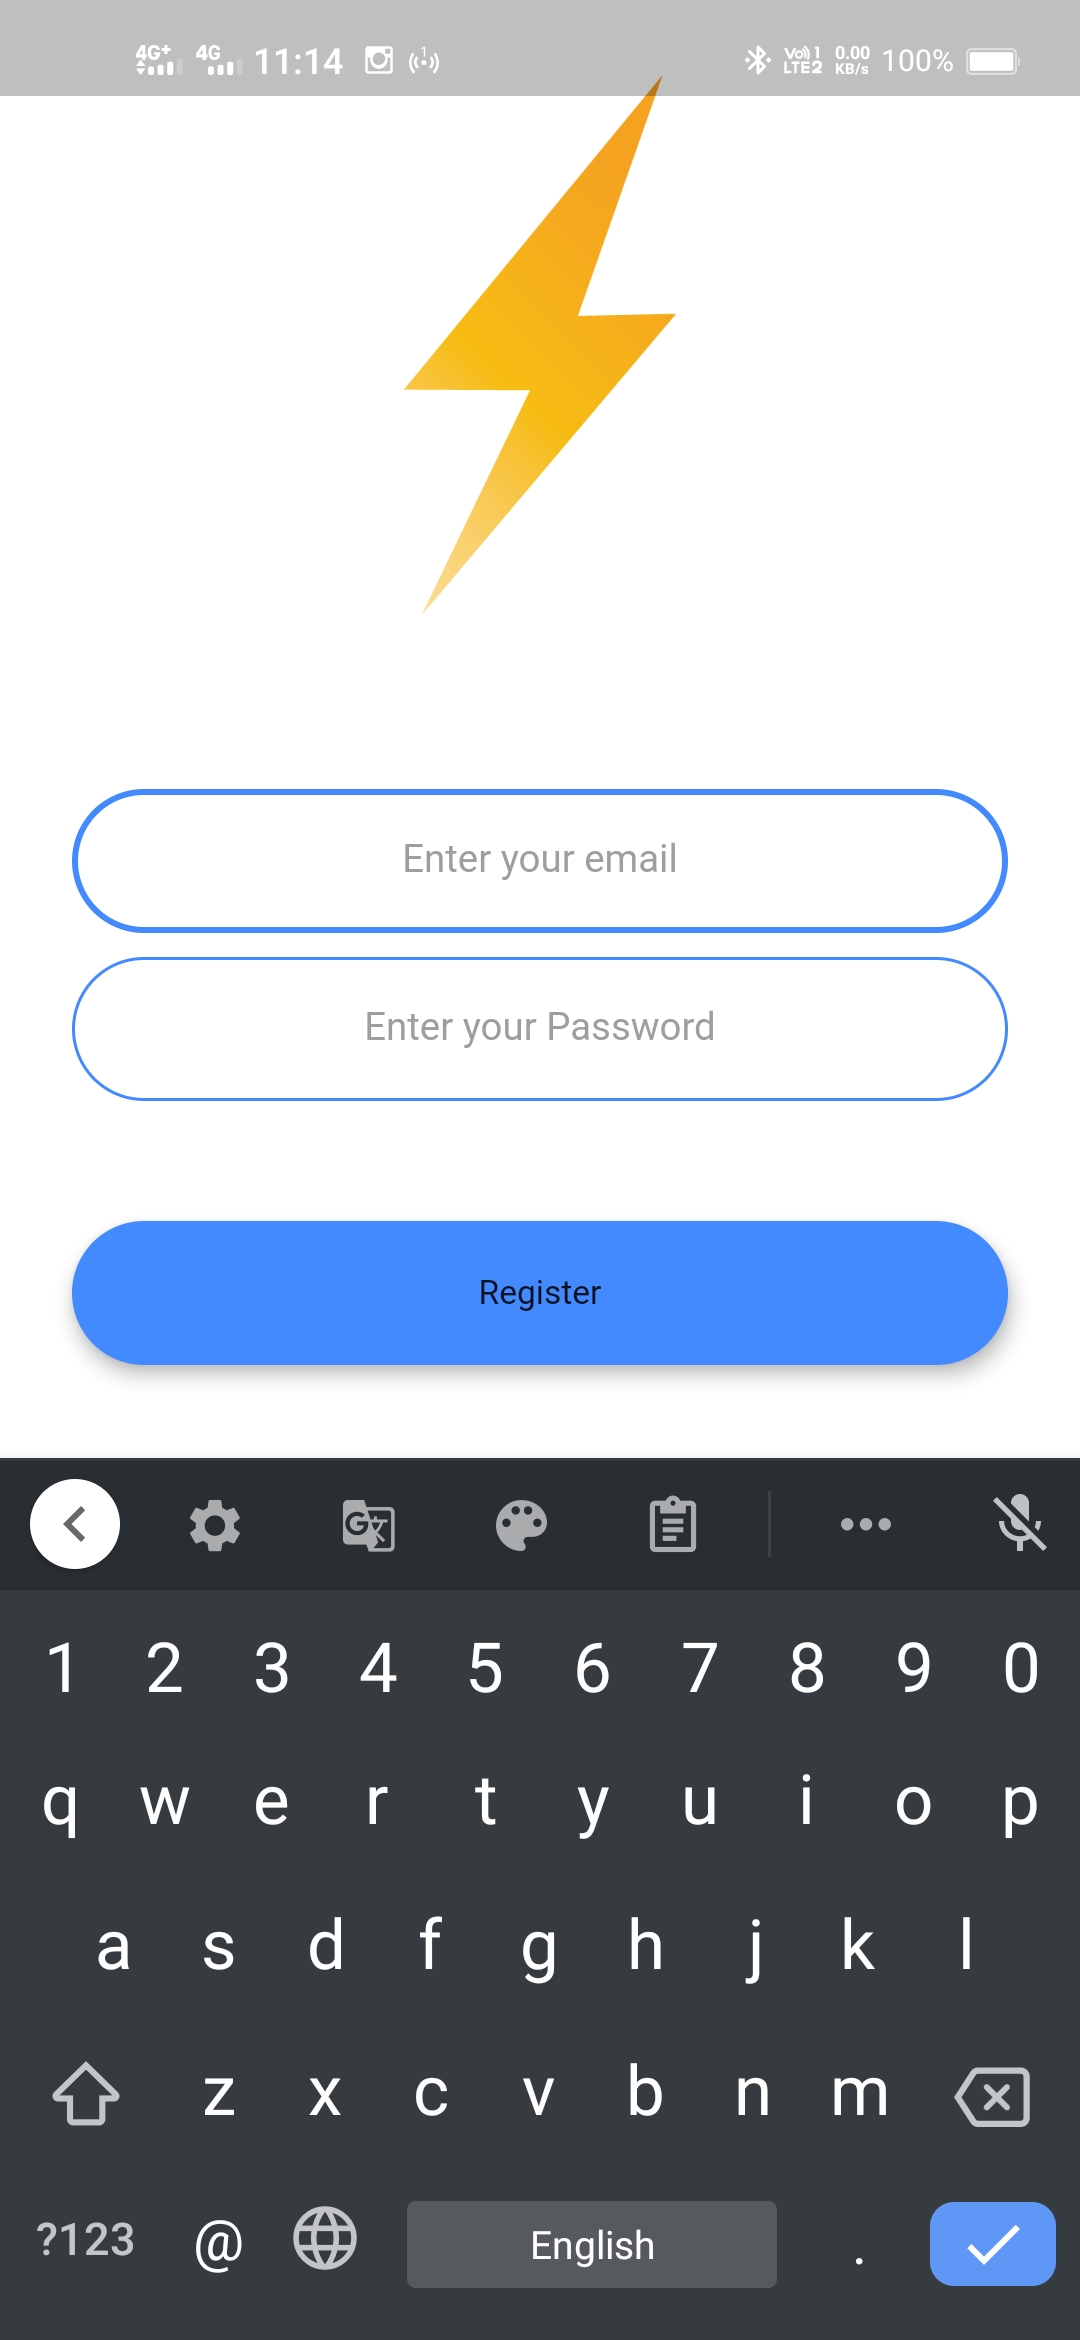 4G+ 4G 11:14 1 Vo)) 1 LTE2 0.00 KB/s 100%
Enter your email
Enter your Password
Register
1 2 3 4 5 6 7 8 9 0
q w e r t y u i o p
a s d f g h j k l
z x c v b n m
?123 @ English .